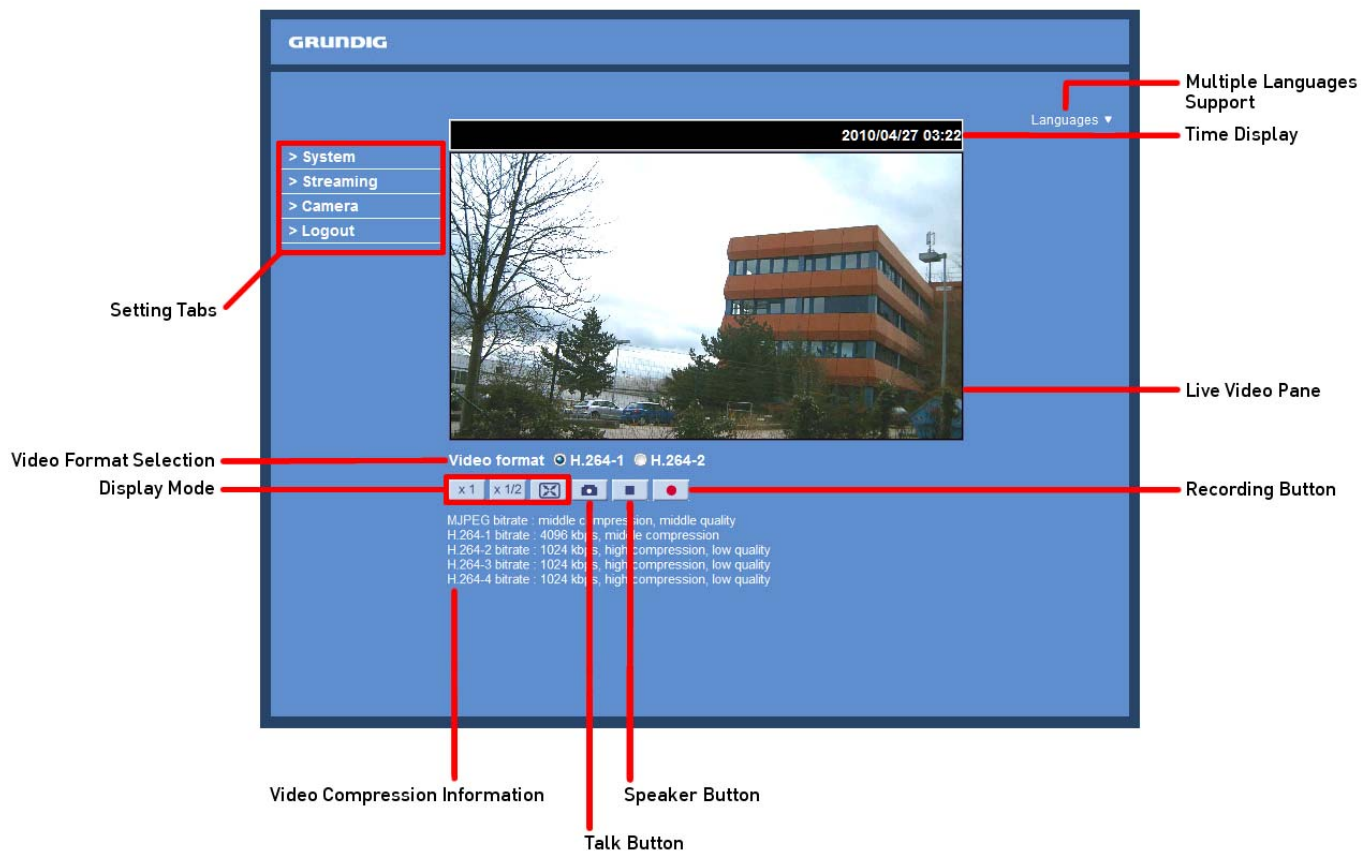 GRUNDIG
Multiple Languages
Support
Languages ▼
Time Display
2010/04/27 03:22
> System
> Streaming
> Camera
> Logout
Setting Tabs
Live Video Pane
Video Format Selection
Video format H.264-1 H.264-2
Display Mode
x 1 x 1/2
Recording Button
MJPEG bitrate : middle compression, middle quality
H.264-1 bitrate : 4096 kbps, middle compression
H.264-2 bitrate : 1024 kbps, high compression, low quality
H.264-3 bitrate : 1024 kbps, high compression, low quality
H.264-4 bitrate : 1024 kbps, high compression, low quality
Video Compression Information
Speaker Button
Talk Button